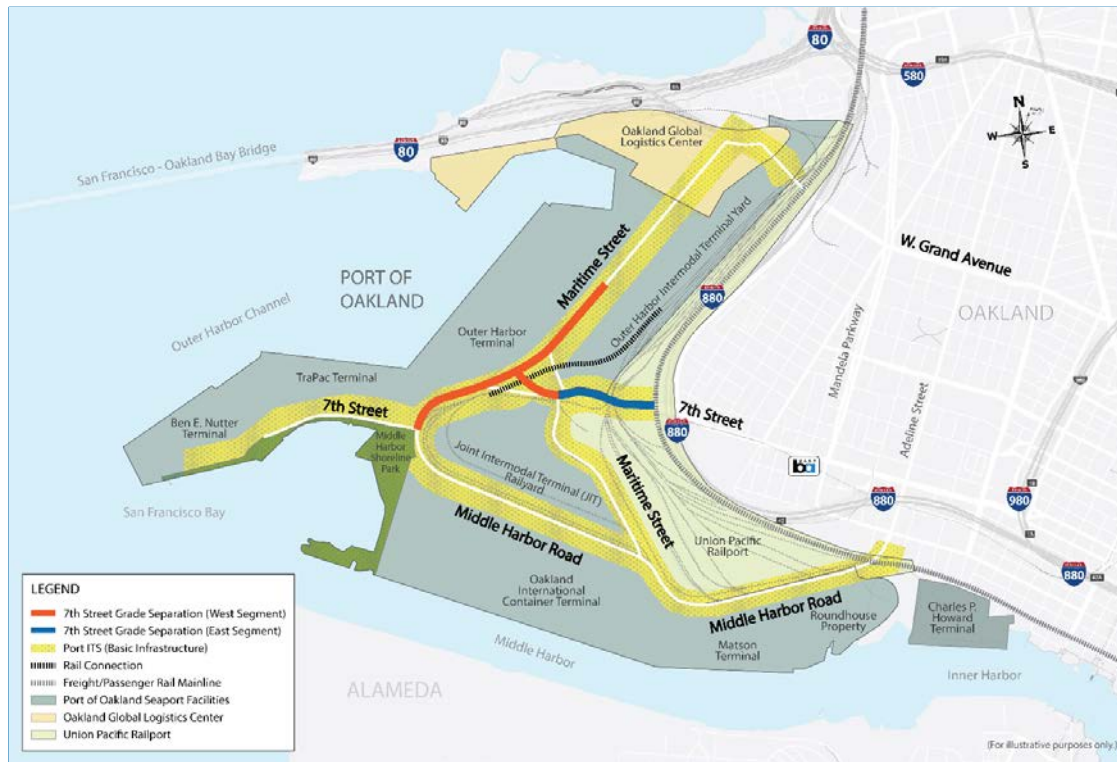 80
580
N
W
E
S
Oakland Global
Logistics Center
80
San Francisco - Oakland Bay Bridge
Maritime Street
Outer Harbor Intermodal Terminal Yard
W. Grand Avenue
PORT OF
OAKLAND
880
OAKLAND
Outer Harbor Channel
Outer Harbor
Terminal
Mandela Parkway
Adeline Street
TraPac Terminal
7th Street
7th Street
Ben E. Nutter
Terminal
880
Middle
Harbor
Shoreline
Park
Joint Intermodal Terminal (JIT)
Railyard
Maritime Street
ba
880
980
San Francisco Bay
Middle Harbor Road
Union Pacific
Railport
880
Oakland
International
Container Terminal
Middle Harbor Road
Roundhouse
Property
Charles P.
Howard
Terminal
Matson
Terminal
Middle Harbor
Inner Harbor
ALAMEDA
LEGEND
7th Street Grade Separation (West Segment)
7th Street Grade Separation (East Segment)
Port ITS (Basic Infrastructure)
Rail Connection
Freight/Passenger Rail Mainline
Port of Oakland Seaport Facilities
Oakland Global Logistics Center
Union Pacific Railport
(For illustrative purposes only.)